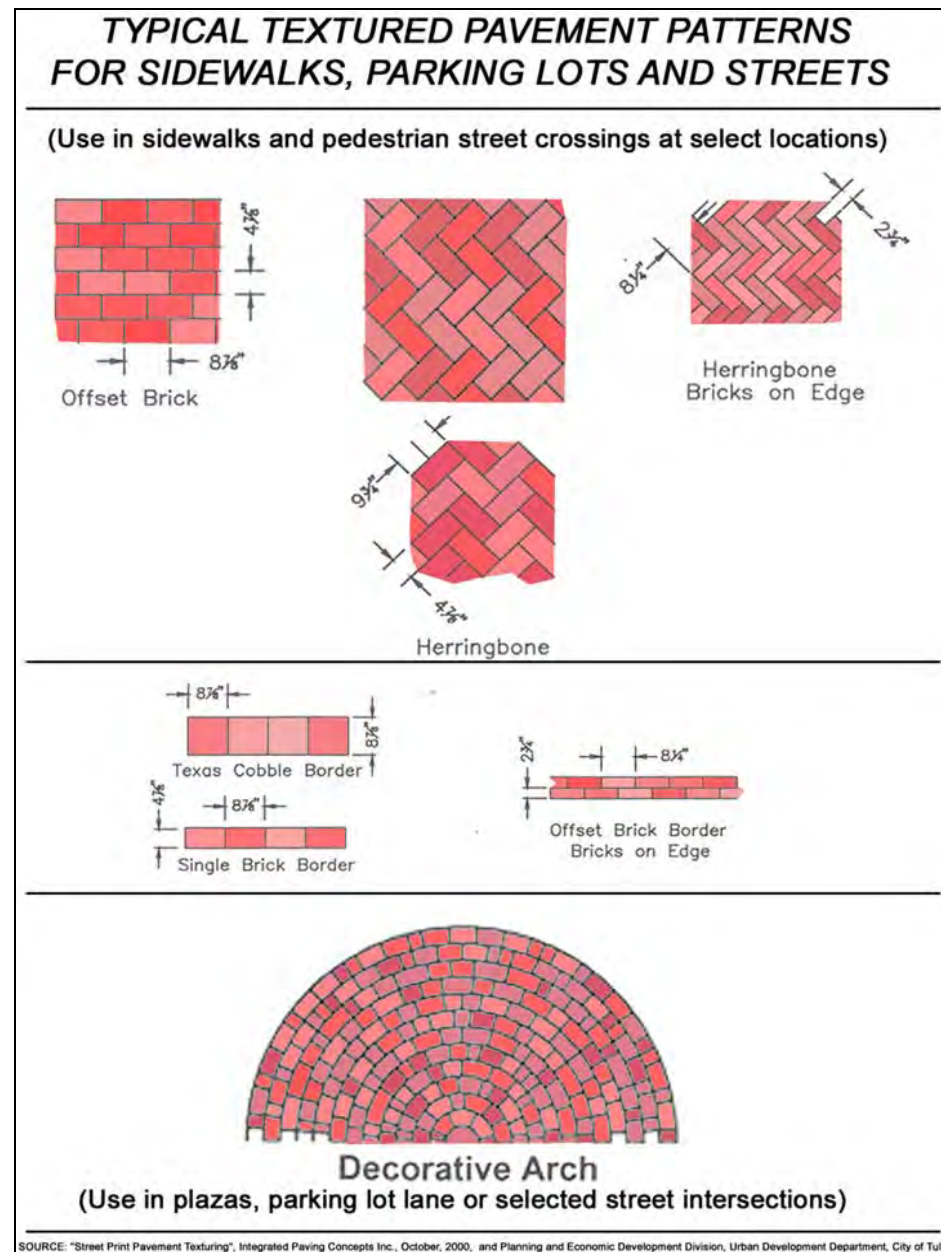 TYPICAL TEXTURED PAVEMENT PATTERNS
FOR SIDEWALKS, PARKING LOTS AND STREETS
(Use in sidewalks and pedestrian street crossings at select locations)
4⅞"
8⅞"
Offset Brick
8¼"
2¾"
Herringbone
Bricks on Edge
9¾"
4⅞"
Herringbone
8⅞"
8⅞"
Texas Cobble Border
4⅞"
8⅞"
Single Brick Border
2¾"
8¼"
Offset Brick Border
Bricks on Edge
Decorative Arch
(Use in plazas, parking lot lane or selected street intersections)
SOURCE: "Street Print Pavement Texturing", Integrated Paving Concepts Inc., October, 2000, and Planning and Economic Development Division, Urban Development Department, City of Tul